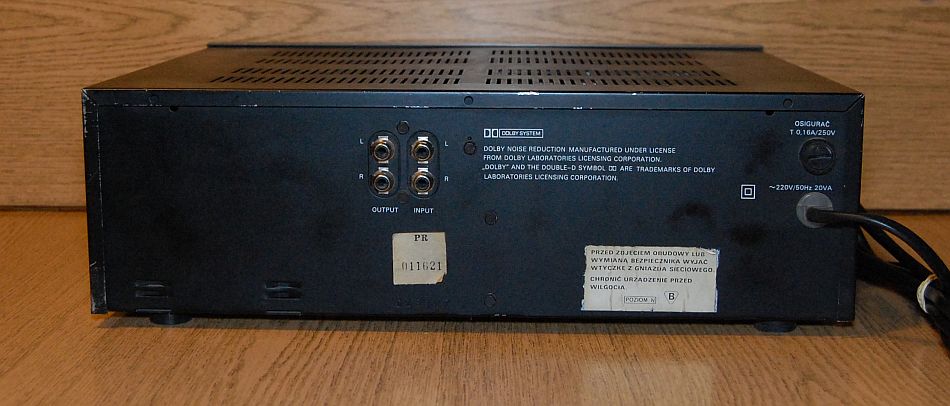 DOLBY SYSTEM
DOLBY NOISE REDUCTION MANUFACTURED UNDER LICENSE
FROM DOLBY LABORATORIES LICENSING CORPORATION.
„DOLBY" AND THE DOUBLE-D SYMBOL ARE TRADEMARKS OF DOLBY
LABORATORIES LICENSING CORPORATION.
OSIGURAČ
T 0,16A/250V
L L
R R
OUTPUT INPUT
~220V/50Hz 20VA
PR
011621
PRZED ZDJĘCIEM OBUDOWY LUB
WYMIANĄ BEZPIECZNIKA WYJĄĆ
WTYCZKĘ Z GNIAZDA SIECIOWEGO.
CHRONIĆ URZĄDZENIE PRZED
WILGOCIĄ.
POZIOM N
B